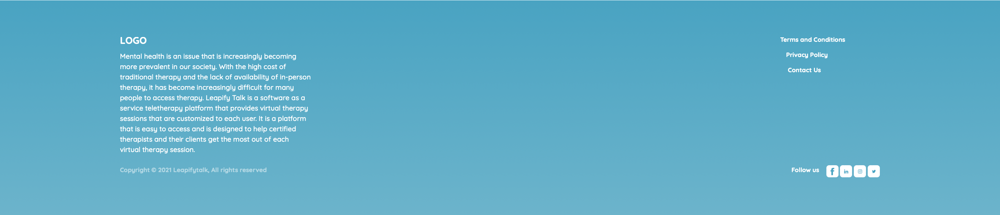 LOGO
Mental health is an issue that is increasingly becoming
more prevalent in our society. With the high cost of
traditional therapy and the lack of availability of in-person
therapy, it has become increasingly difficult for many
people to access therapy. Leapify Talk is a software as a
service teletherapy platform that provides virtual therapy
sessions that are customized to each user. It is a platform
that is easy to access and is designed to help certified
therapists and their clients get the most out of each
virtual therapy session.
Copyright © 2021 Leapifytalk, All rights reserved
Terms and Conditions
Privacy Policy
Contact Us
Follow us